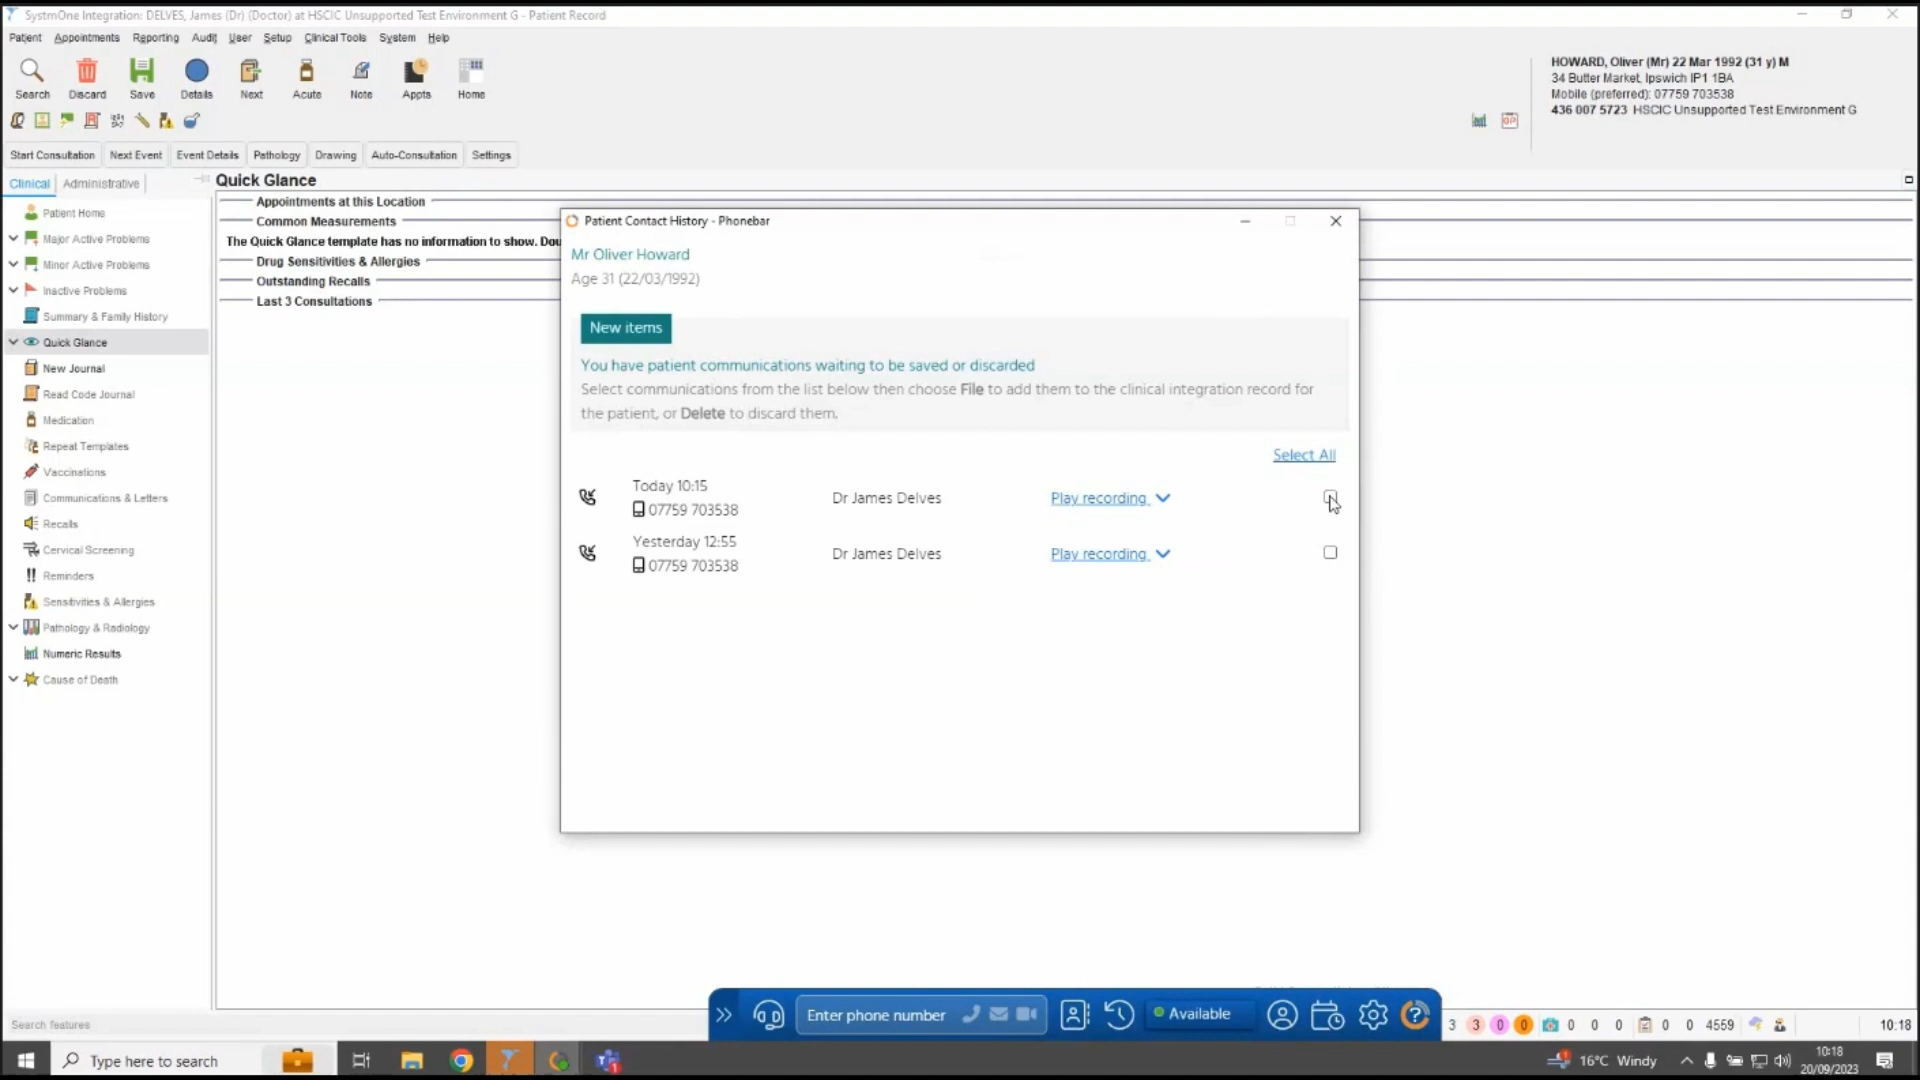 SystmOne Integration: DELVES, James (Dr) (Doctor) at HSCIC Unsupported Test Environment G - Patient Record
Patient Appointments Reporting Audit User Setup Clinical Tools System Help
Search Discard Save Details Next Acute Note Appts Home
HOWARD, Oliver (Mr) 22 Mar 1992 (31 y) M
34 Butter Market, Ipswich IP1 1BA
Mobile (preferred): 07759 703538
436 007 5723 HSCIC Unsupported Test Environment G
Start Consultation Next Event Event Details Pathology Drawing Auto-Consultation Settings
Clinical Administrative
Patient Home
Major Active Problems
Minor Active Problems
Inactive Problems
Summary & Family History
Quick Glance
New Journal
Read Code Journal
Medication
Repeat Templates
Vaccinations
Communications & Letters
Recalls
Cervical Screening
Reminders
Sensitivities & Allergies
Pathology & Radiology
Numeric Results
Cause of Death
Search features
Quick Glance
Appointments at this Location
Common Measurements
The Quick Glance template has no information to show. Dou
Drug Sensitivities & Allergies
Outstanding Recalls
Last 3 Consultations
Patient Contact History - Phonebar
Mr Oliver Howard
Age 31 (22/03/1992)
New items
You have patient communications waiting to be saved or discarded
Select communications from the list below then choose File to add them to the clinical integration record for
the patient, or Delete to discard them.
Select All
Today 10:15
07759 703538
Dr James Delves
Play recording
Yesterday 12:55
07759 703538
Dr James Delves
Play recording
Enter phone number
Available
3 3 0 0 0 0 0 0 0 4559 10:18
Type here to search
16°C Windy
10:18
20/09/2023